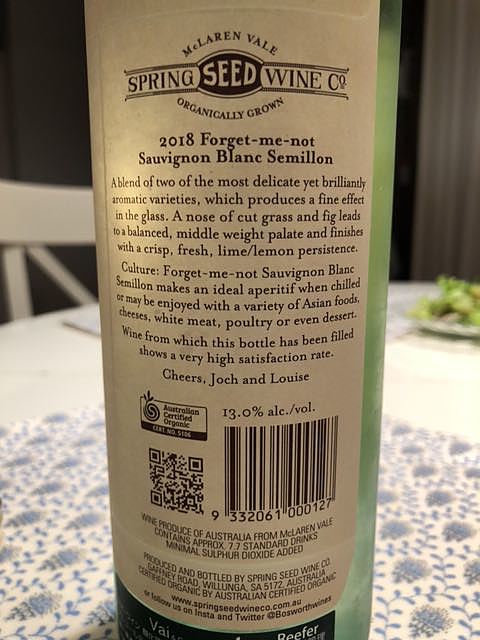 McLAREN VALE
SPRING SEED WINE Co.
ORGANICALLY GROWN
2018 Forget-me-not
Sauvignon Blanc Semillon
A blend of two of the most delicate yet brilliantly
aromatic varieties, which produces a fine effect
in the glass. A nose of cut grass and fig leads
to a balanced, middle weight palate and finishes
with a crisp, fresh, lime/lemon persistence.
Culture: Forget-me-not Sauvignon Blanc
Semillon makes an ideal aperitif when chilled
or may be enjoyed with a variety of Asian foods,
cheeses, white meat, poultry or even dessert.
Wine from which this bottle has been filled
shows a very high satisfaction rate.
Cheers, Joch and Louise
Australian
Certified
Organic
CERT. NO. 5106
13.0% alc./vol.
9 332061 000127
WINE PRODUCE OF AUSTRALIA FROM McLAREN VALE
CONTAINS APPROX. 7.7 STANDARD DRINKS
MINIMAL SULPHUR DIOXIDE ADDED
PRODUCED AND BOTTLED BY SPRING SEED WINE CO.
GAFFNEY ROAD, WILLUNGA, SA 5172, AUSTRALIA
CERTIFIED ORGANIC BY AUSTRALIAN CERTIFIED ORGANIC
www.springseedwineco.com.au
or follow us on Insta and Twitter @Bosworthwines
Reefer